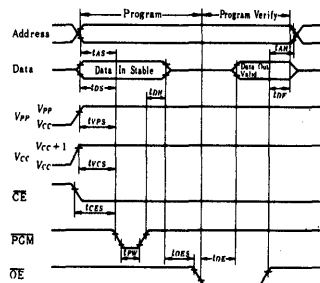 Program
Program Verify
Address
tAS
tAH
Data
Data In Stable
Data Out Valid
tDS
tDH
tDF
VPP VPP
VCC
tVPS
VCC VCC+1
VCC
tVCS
CE
tCES
PGM
tPW
tOES
tOE
OE